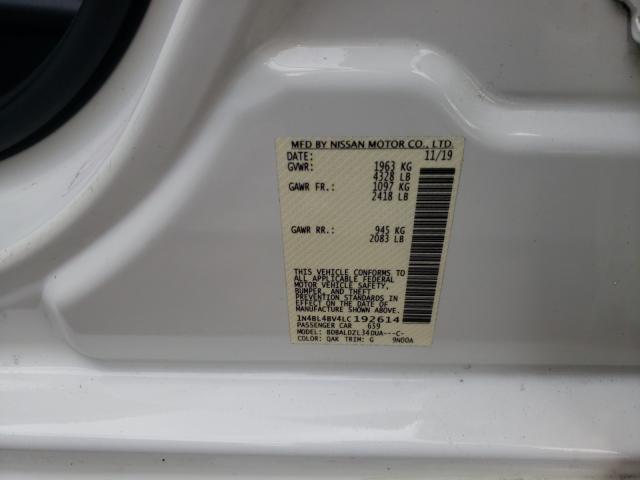 MFD BY NISSAN MOTOR CO., LTD.
DATE: 11/19
GVWR: 1963 KG
4328 LB
GAWR FR.: 1097 KG
2418 LB
GAWR RR.: 945 KG
2083 LB
THIS VEHICLE CONFORMS TO
ALL APPLICABLE FEDERAL
MOTOR VEHICLE SAFETY,
BUMPER, AND THEFT
PREVENTION STANDARDS
IN EFFECT ON THE DATE OF
MANUFACTURE SHOWN ABOVE.
1N4BL4BV4LC192614
PASSENGER CAR 659
MODEL: BDBALDZL34DUA---C-
COLOR: QAK TRIM: G 9N00A